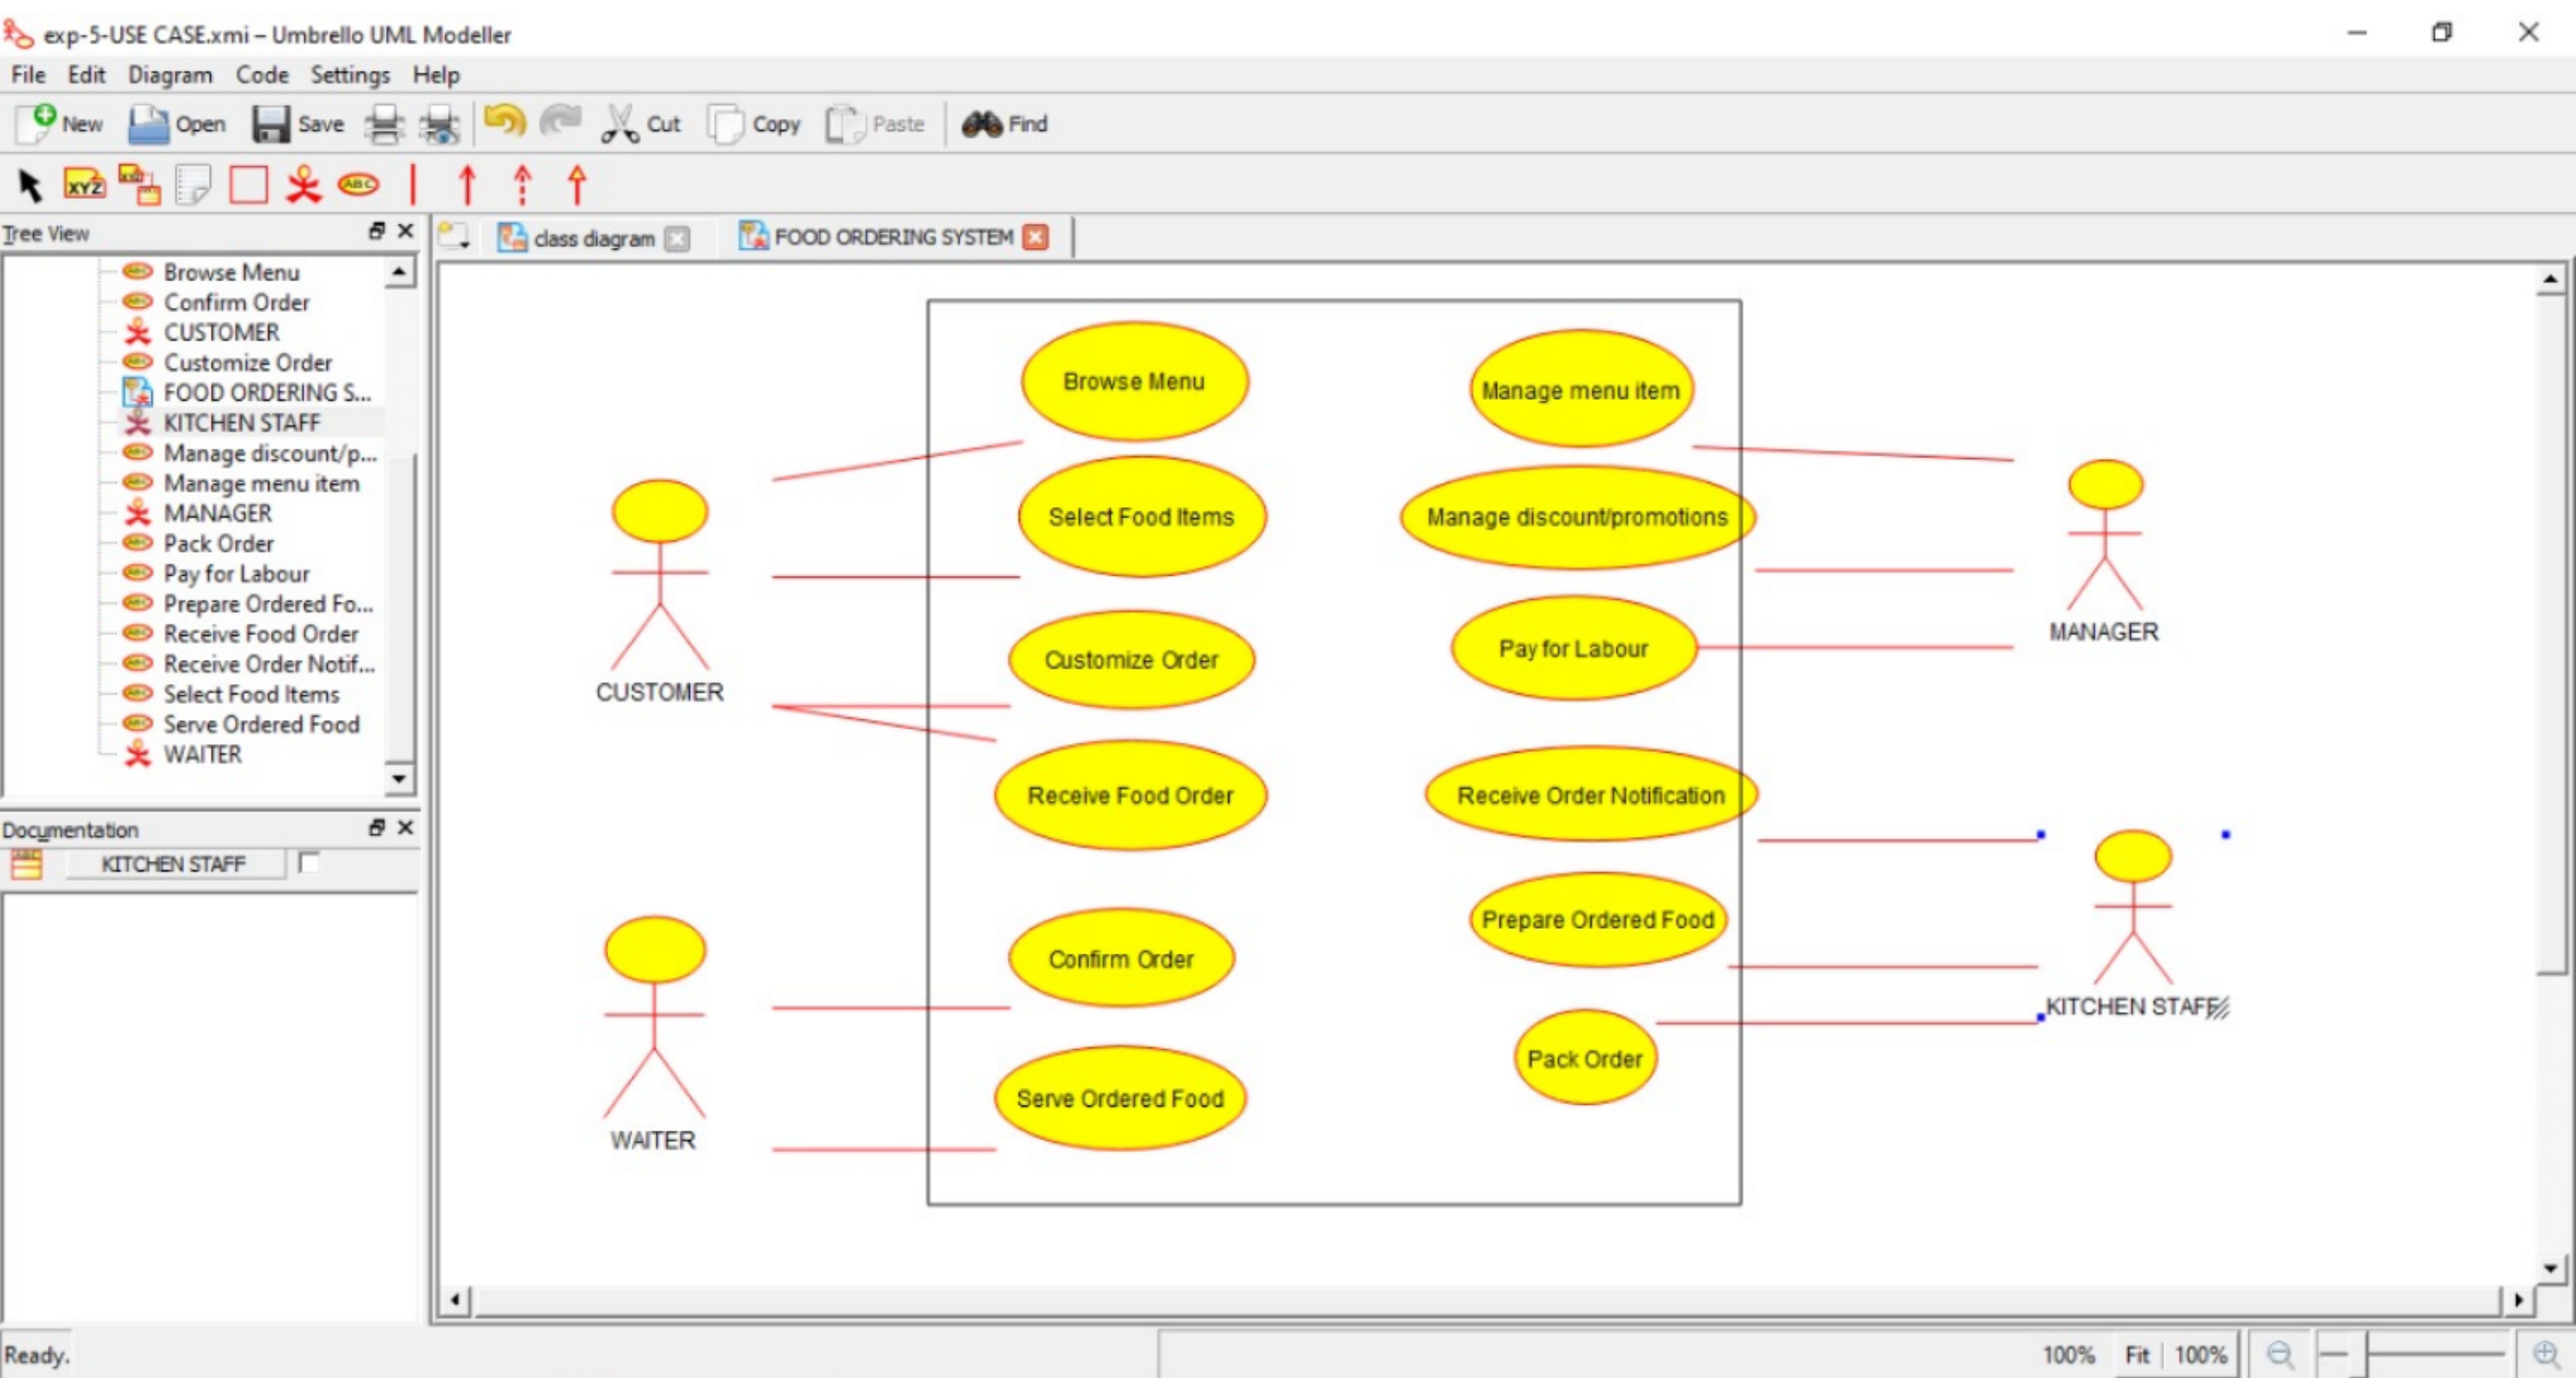 exp-5-USE CASE.xmi – Umbrello UML Modeller
File Edit Diagram Code Settings Help
New Open Save Cut Copy Paste Find
XYZ ABC
Tree View
class diagram
FOOD ORDERING SYSTEM
Browse Menu
Confirm Order
CUSTOMER
Customize Order
FOOD ORDERING S...
KITCHEN STAFF
Manage discount/p...
Manage menu item
MANAGER
Pack Order
Pay for Labour
Prepare Ordered Fo...
Receive Food Order
Receive Order Notif...
Select Food Items
Serve Ordered Food
WAITER
Documentation
KITCHEN STAFF
CUSTOMER
WAITER
Browse Menu
Select Food Items
Customize Order
Receive Food Order
Confirm Order
Serve Ordered Food
Manage menu item
Manage discount/promotions
Pay for Labour
Receive Order Notification
Prepare Ordered Food
Pack Order
MANAGER
KITCHEN STAFF
Ready.
100% Fit 100%